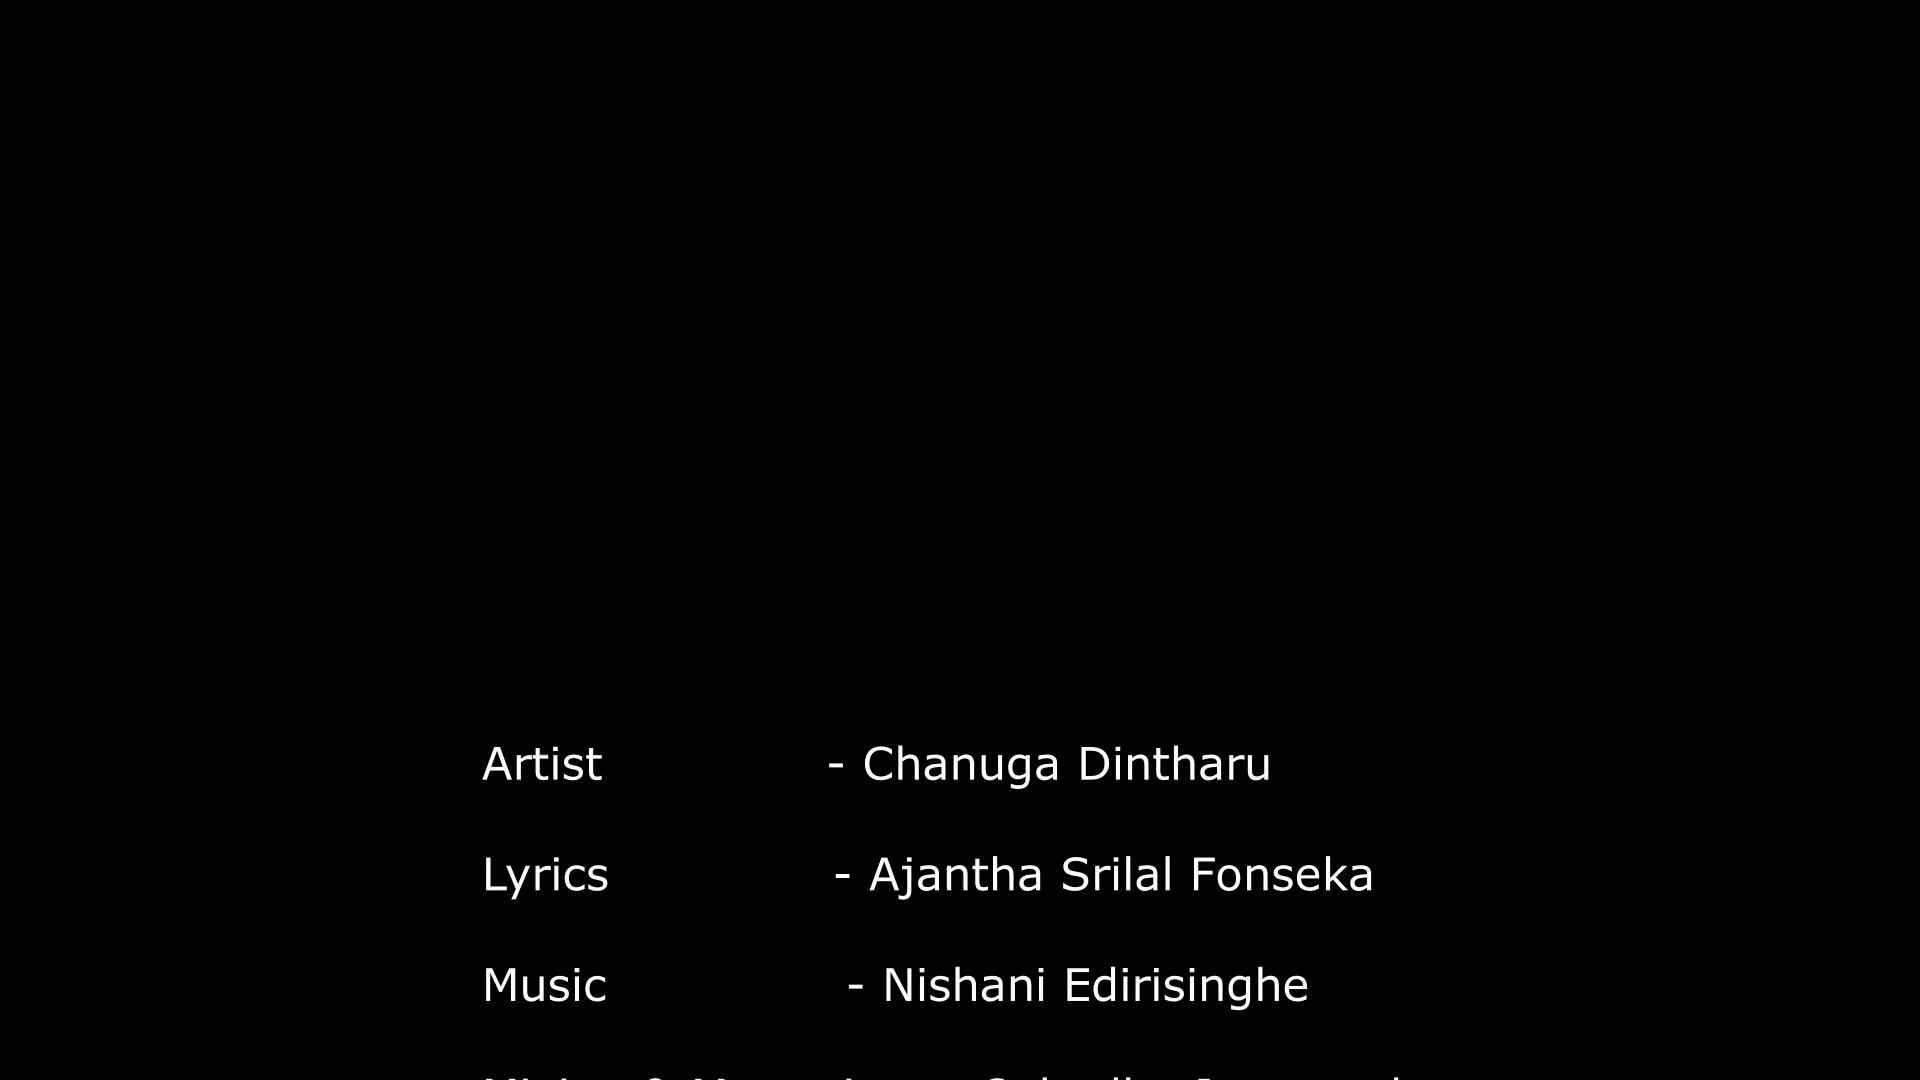 Artist - Chanuga Dintharu
Lyrics - Ajantha Srilal Fonseka
Music - Nishani Edirisinghe